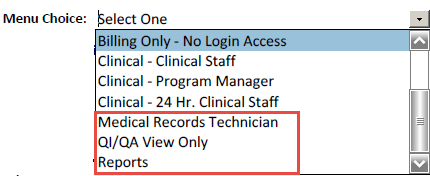 Menu Choice: Select One
Billing Only - No Login Access
Clinical - Clinical Staff
Clinical - Program Manager
Clinical - 24 Hr. Clinical Staff
Medical Records Technician
QI/QA View Only
Reports